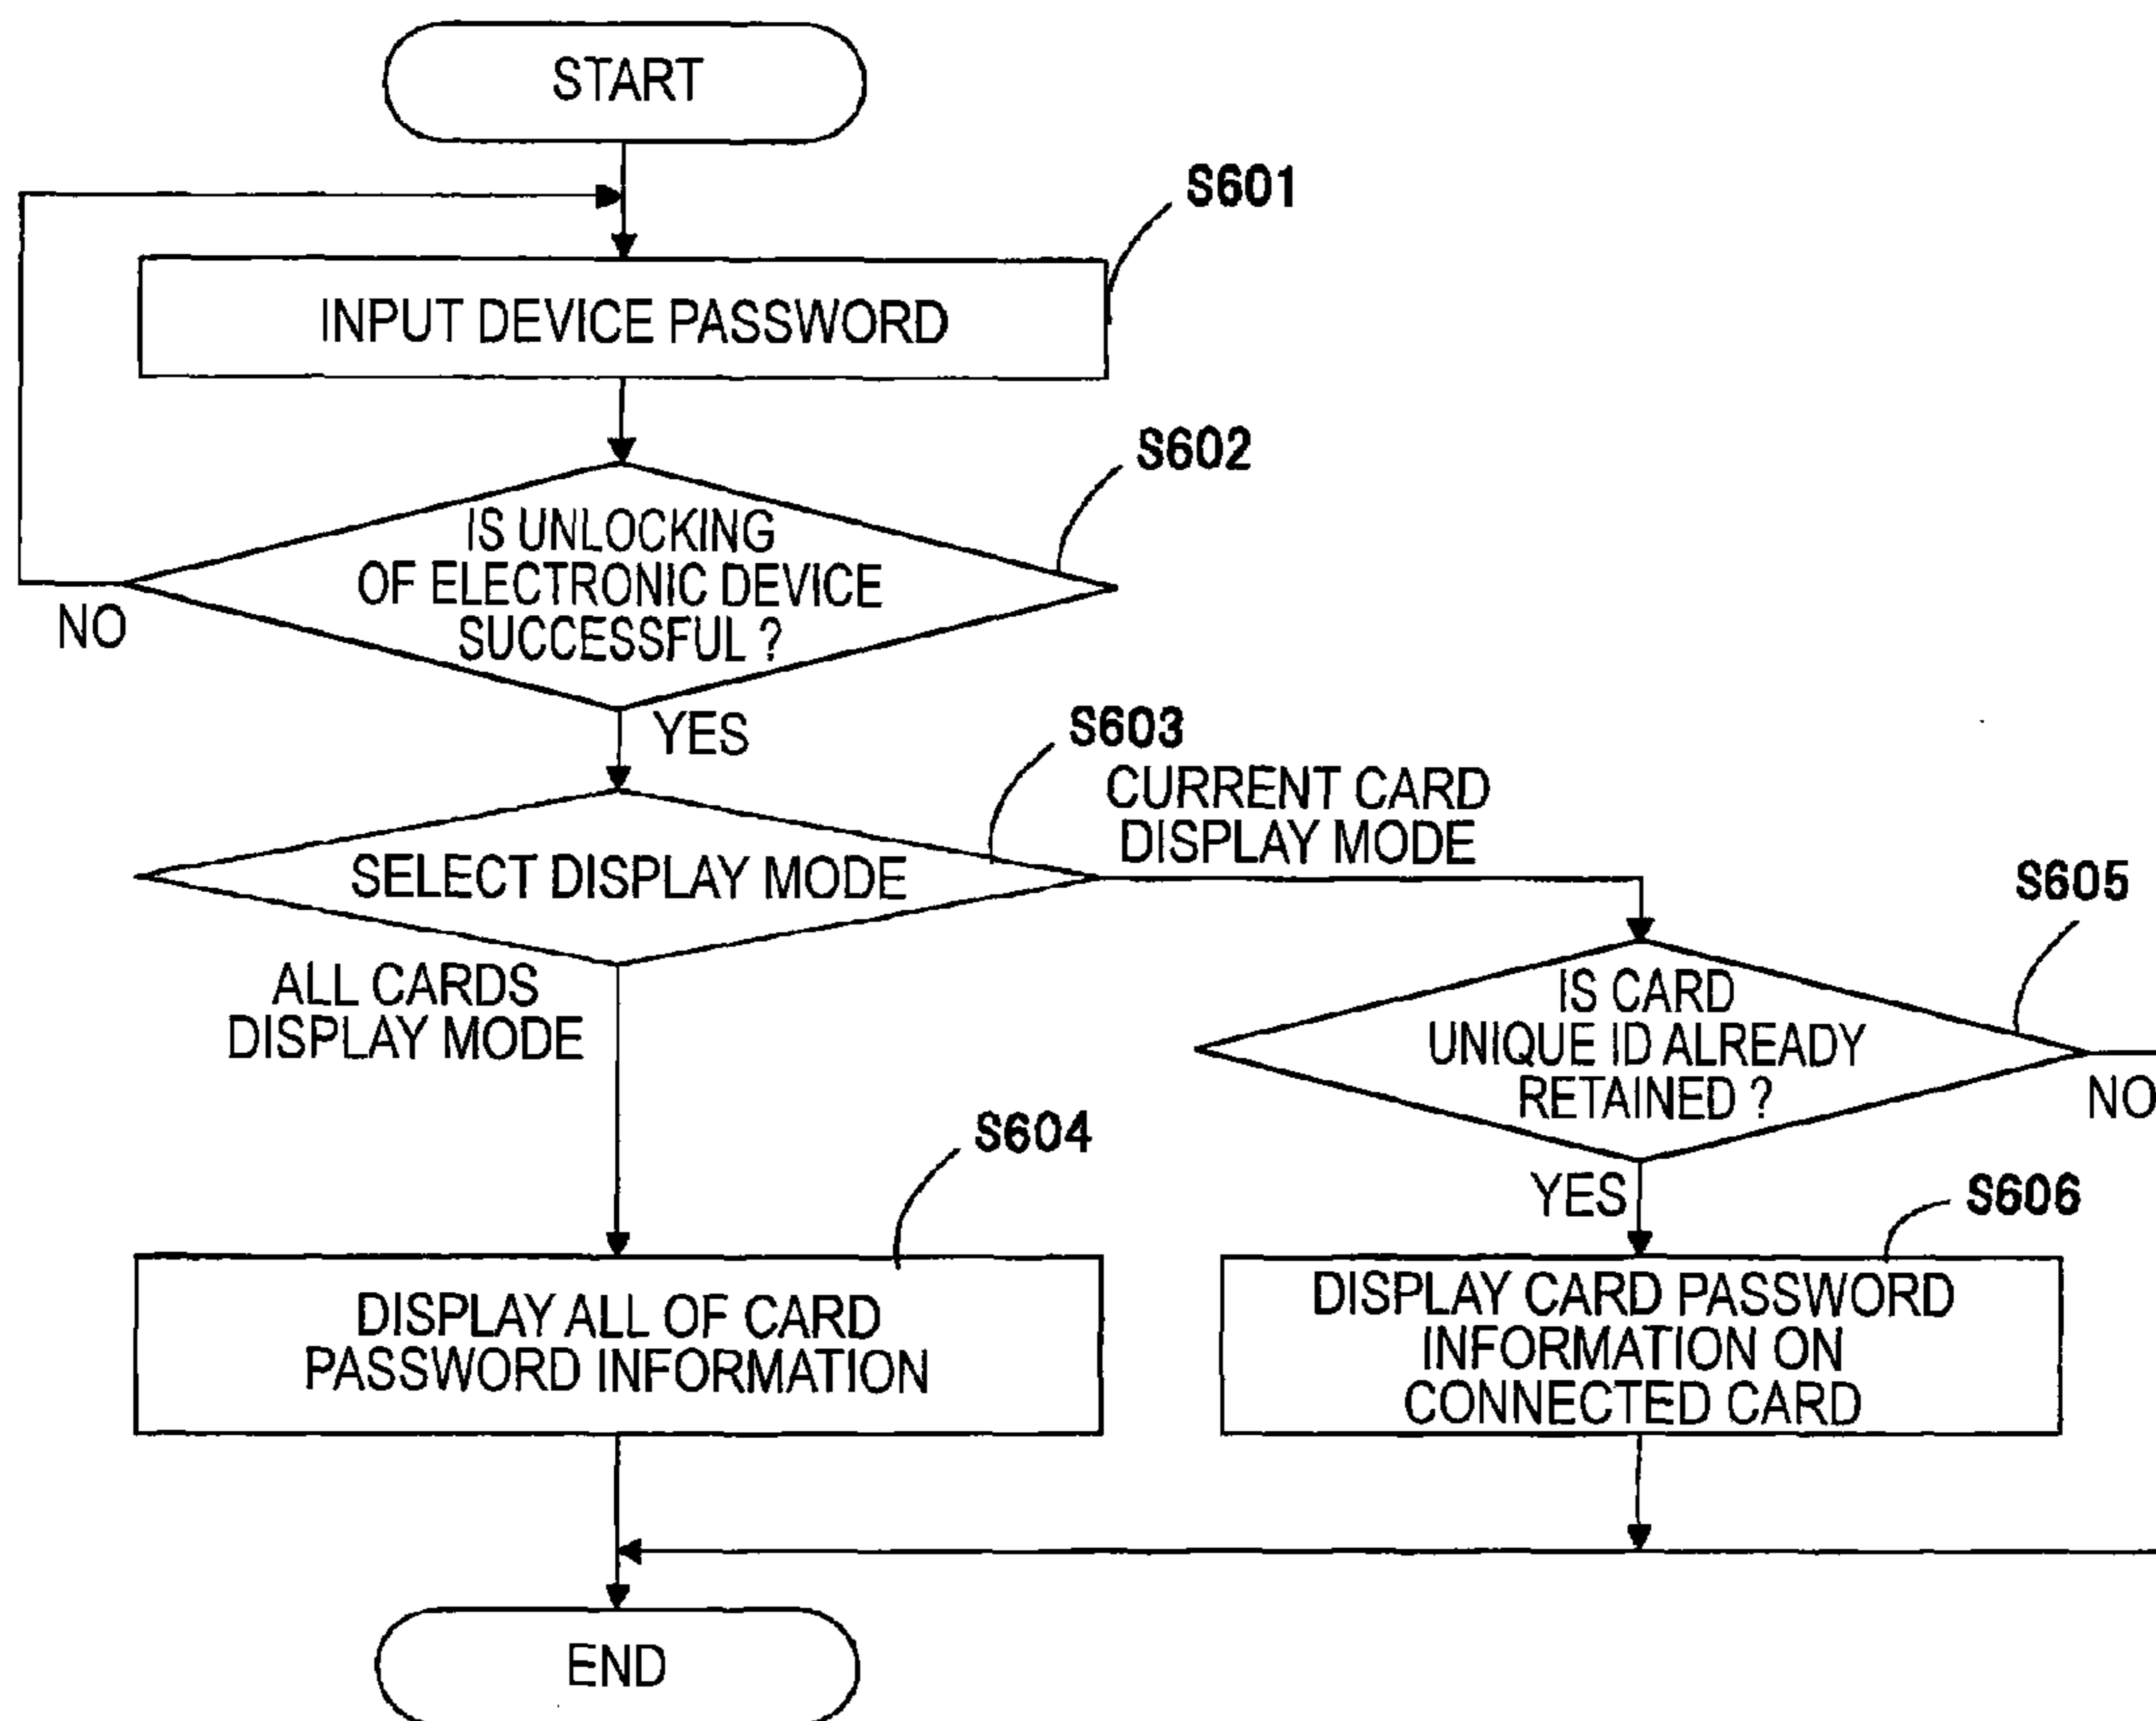 START
S601
INPUT DEVICE PASSWORD
S602
IS UNLOCKING
OF ELECTRONIC DEVICE
SUCCESSFUL ?
NO
YES
S603
CURRENT CARD
DISPLAY MODE
SELECT DISPLAY MODE
S605
ALL CARDS
DISPLAY MODE
IS CARD
UNIQUE ID ALREADY
RETAINED ?
NO
S604
YES
S606
DISPLAY ALL OF CARD
PASSWORD INFORMATION
DISPLAY CARD PASSWORD
INFORMATION ON
CONNECTED CARD
END